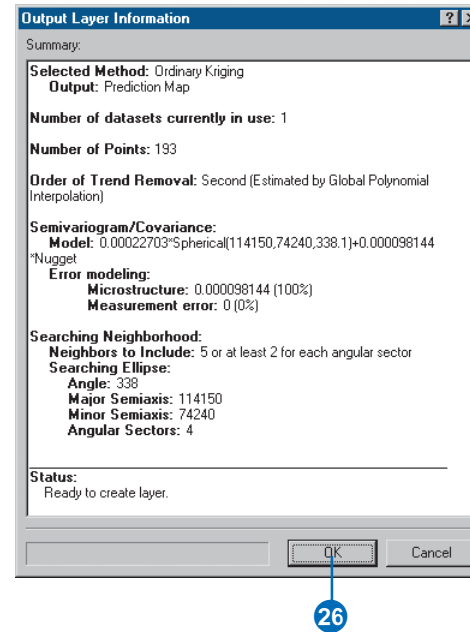 Output Layer Information
Summary:
Selected Method: Ordinary Kriging
Output: Prediction Map
Number of datasets currently in use: 1
Number of Points: 193
Order of Trend Removal: Second (Estimated by Global Polynomial
Interpolation)
Semivariogram/Covariance:
Model: 0.00022703*Spherical(114150,74240,338.1)+0.000098144
*Nugget
Error modeling:
Microstructure: 0.000098144 (100%)
Measurement error: 0 (0%)
Searching Neighborhood:
Neighbors to Include: 5 or at least 2 for each angular sector
Searching Ellipse:
Angle: 338
Major Semiaxis: 114150
Minor Semiaxis: 74240
Angular Sectors: 4
Status:
Ready to create layer.
OK Cancel
26